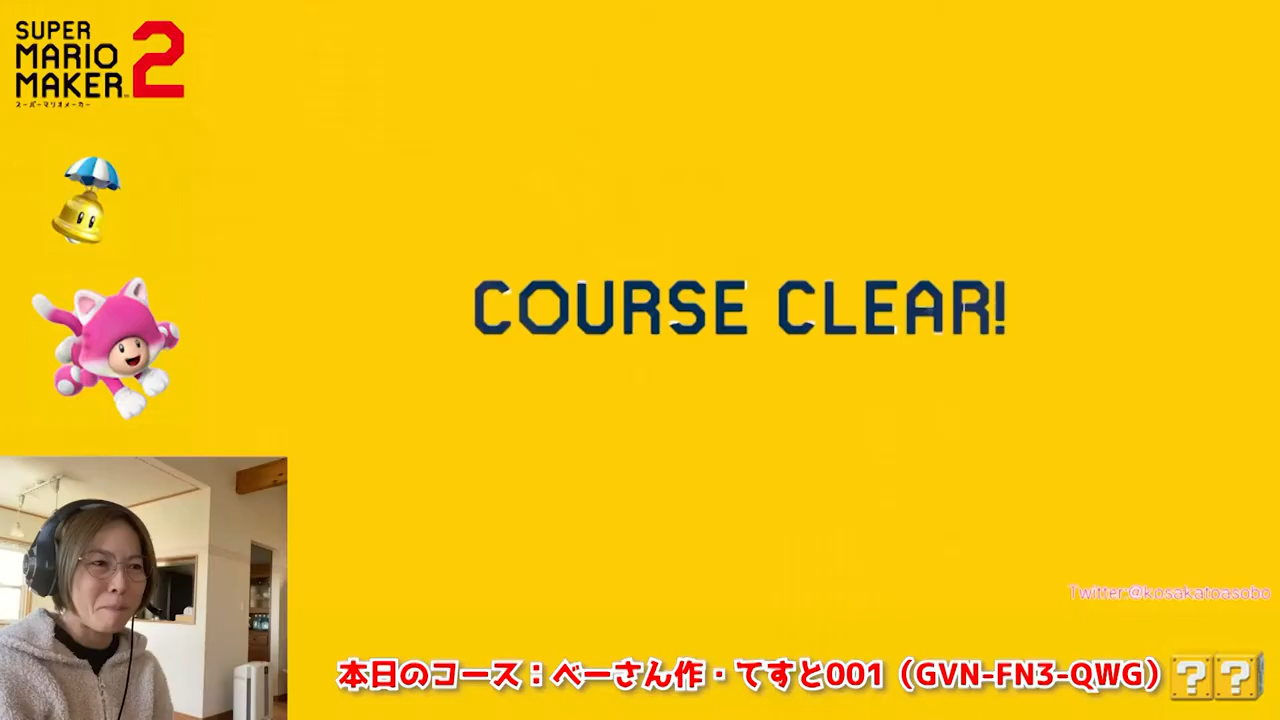 SUPER
MARIO
MAKER 2
スーパーマリオメーカー
COURSE CLEAR!
Twitter:@kosakatoasobo
本日のコース：べーさん作・てすと001（GVN-FN3-QWG）
? ?